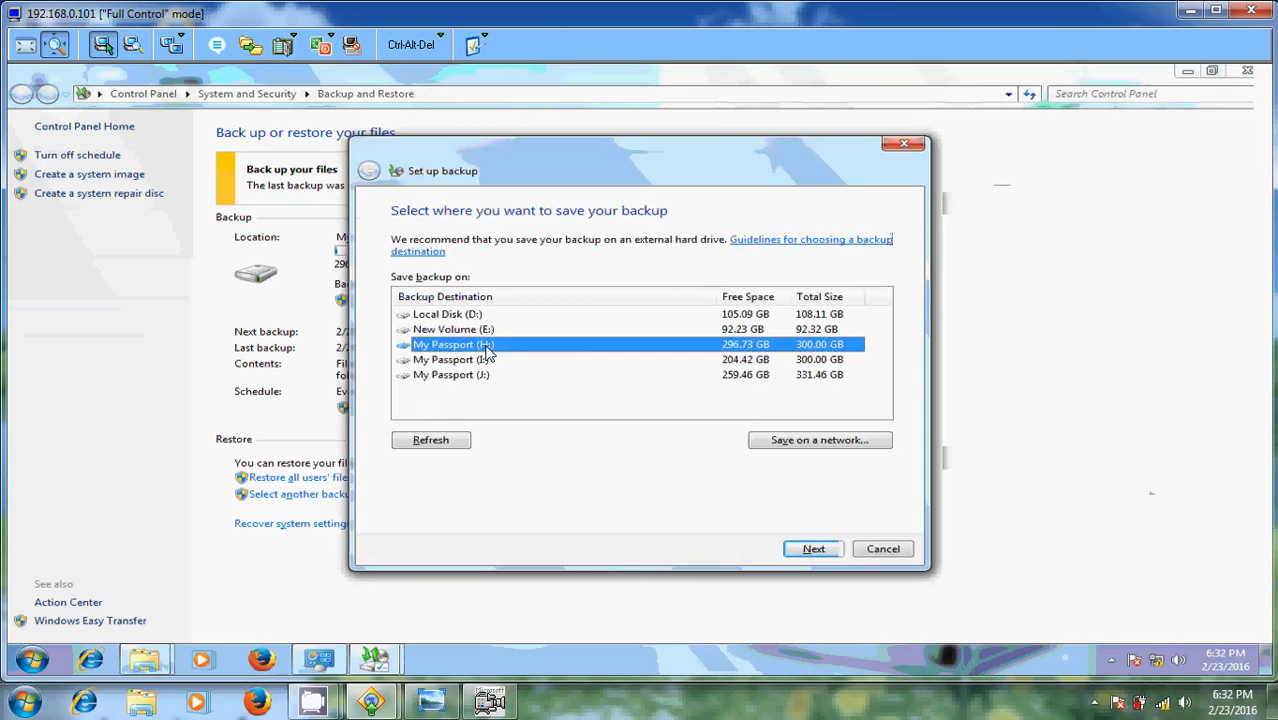 192.168.0.101 ["Full Control" mode]
Ctrl-Alt-Del
Control Panel
System and Security
Backup and Restore
Search Control Panel
Control Panel Home
Turn off schedule
Create a system image
Create a system repair disc
See also
Action Center
Windows Easy Transfer
Back up or restore your files
Back up your files
The last backup was
Backup
Location:
Next backup: 2/2
Last backup: 2/
Contents:
Schedule:
Restore
You can restore your fil
Restore all users' file
Select another backu
Recover system setting
Set up backup
Select where you want to save your backup
We recommend that you save your backup on an external hard drive. Guidelines for choosing a backup
destination
Save backup on:
Backup Destination Free Space Total Size
Local Disk (D:) 105.09 GB 108.11 GB
New Volume (E:) 92.23 GB 92.32 GB
My Passport 296.73 GB 300.00 GB
My Passport 204.42 GB 300.00 GB
My Passport (J:) 259.46 GB 331.46 GB
Refresh
Save on a network...
Next
Cancel
6:32 PM
2/23/2016
6:32 PM
2/23/2016